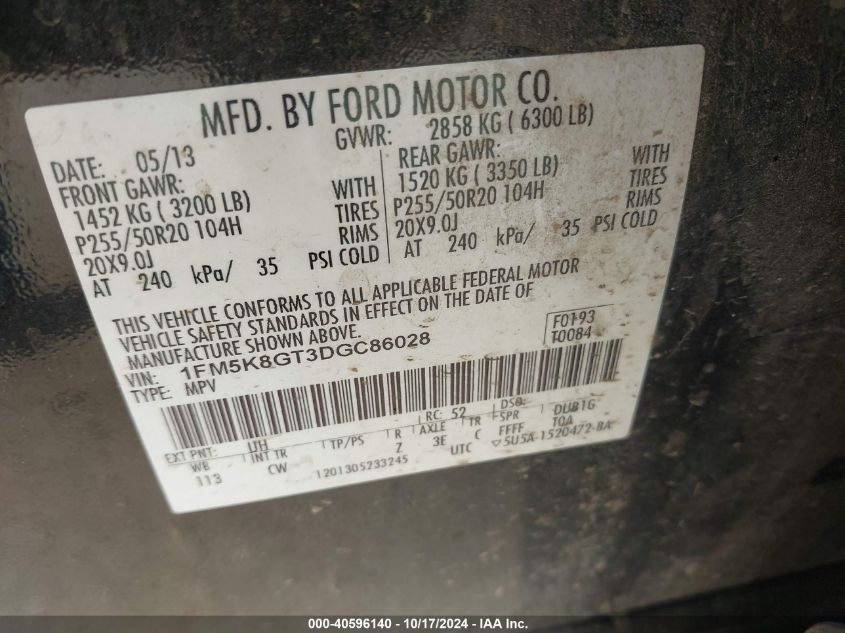 MFD. BY FORD MOTOR CO.
DATE: 05/13 GVWR: 2858 KG ( 6300 LB)
FRONT GAWR: REAR GAWR:
1452 KG ( 3200 LB) WITH 1520 KG ( 3350 LB) WITH
P255/50R20 104H TIRES P255/50R20 104H TIRES
20X9.0J RIMS 20X9.0J RIMS
AT 240 kPa/ 35 PSI COLD AT 240 kPa/ 35 PSI COLD
THIS VEHICLE CONFORMS TO ALL APPLICABLE FEDERAL MOTOR
VEHICLE SAFETY STANDARDS IN EFFECT ON THE DATE OF
MANUFACTURE SHOWN ABOVE.
VIN: 1FM5K8GT3DGC86028 F0193
TYPE: MPV T0084
EXT PNT: UH RC: 52 DSO:
WB INT TR TP/PS R AXLE TR SPR DUB1G
113 CW Z 3E C FFFF TOA
1201305233245 UTC ▽5U5A-1520472-BA
000-40596140 - 10/17/2024 - IAA Inc.